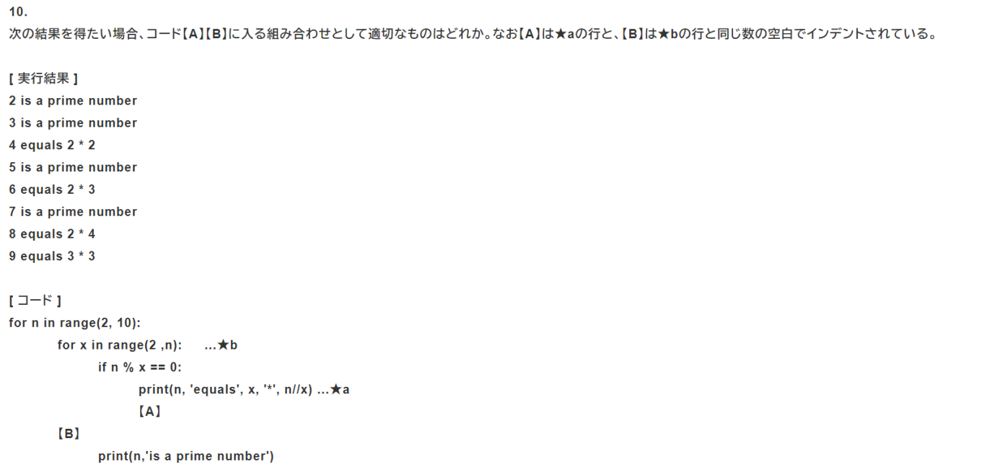 10.
次の結果を得たい場合、コード【A】【B】に入る組み合わせとして適切なものはどれか。なお【A】は★aの行と、【B】は★bの行と同じ数の空白でインデントされている。
[ 実行結果 ]
2 is a prime number
3 is a prime number
4 equals 2 * 2
5 is a prime number
6 equals 2 * 3
7 is a prime number
8 equals 2 * 4
9 equals 3 * 3
[ コード ]
for n in range(2, 10):
for x in range(2 ,n): …★b
if n % x == 0:
print(n, 'equals', x, '*', n//x) …★a
【A】
【B】
print(n,'is a prime number')